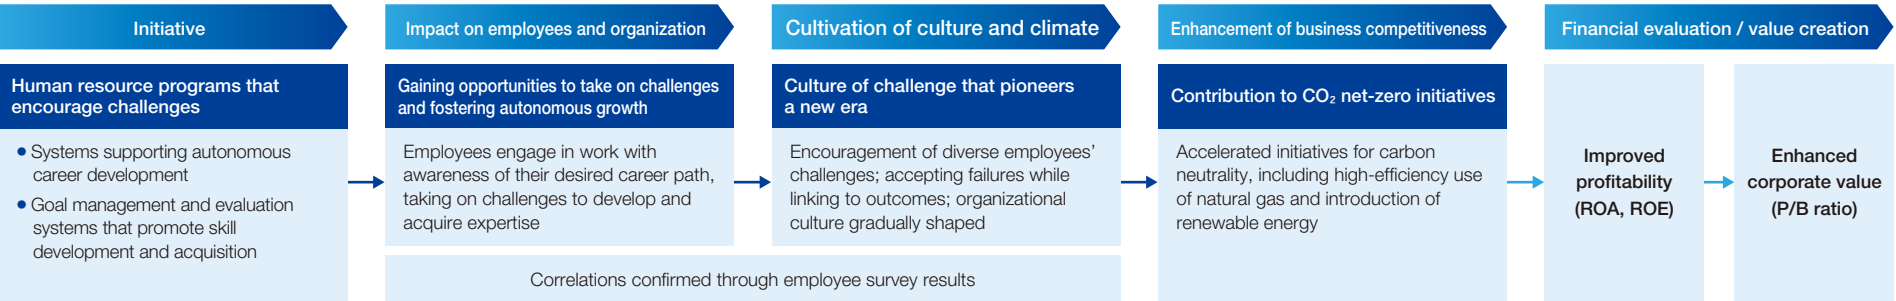 Initiative
Human resource programs that
encourage challenges
● Systems supporting autonomous
career development
● Goal management and evaluation
systems that promote skill
development and acquisition
Impact on employees and organization
Gaining opportunities to take on challenges
and fostering autonomous growth
Employees engage in work with
awareness of their desired career path,
taking on challenges to develop and
acquire expertise
Cultivation of culture and climate
Culture of challenge that pioneers
a new era
Encouragement of diverse employees’
challenges; accepting failures while
linking to outcomes; organizational
culture gradually shaped
Correlations confirmed through employee survey results
Enhancement of business competitiveness
Contribution to CO₂ net-zero initiatives
Accelerated initiatives for carbon
neutrality, including high-efficiency use
of natural gas and introduction of
renewable energy
Financial evaluation / value creation
Improved
profitability
(ROA, ROE)
Enhanced
corporate value
(P/B ratio)